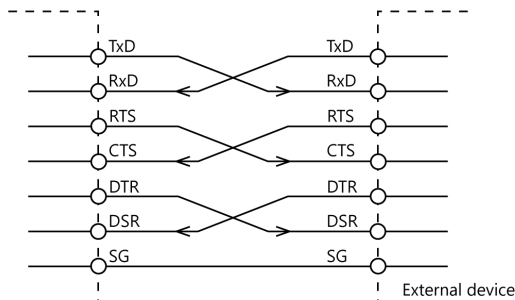 TxD TxD
RxD RxD
RTS RTS
CTS CTS
DTR DTR
DSR DSR
SG SG
External device